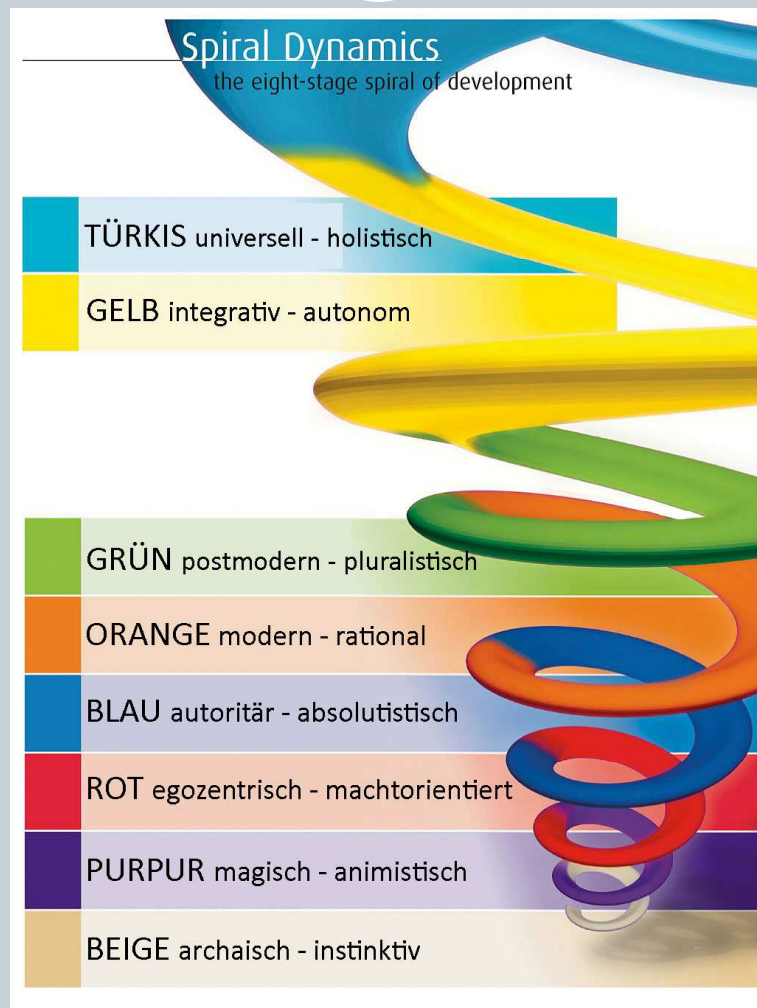 Spiral Dynamics
the eight-stage spiral of development
TÜRKIS universell - holistisch
GELB integrativ - autonom
GRÜN postmodern - pluralistisch
ORANGE modern - rational
BLAU autoritär - absolutistisch
ROT egozentrisch - machtorientiert
PURPUR magisch - animistisch
BEIGE archaisch - instinktiv